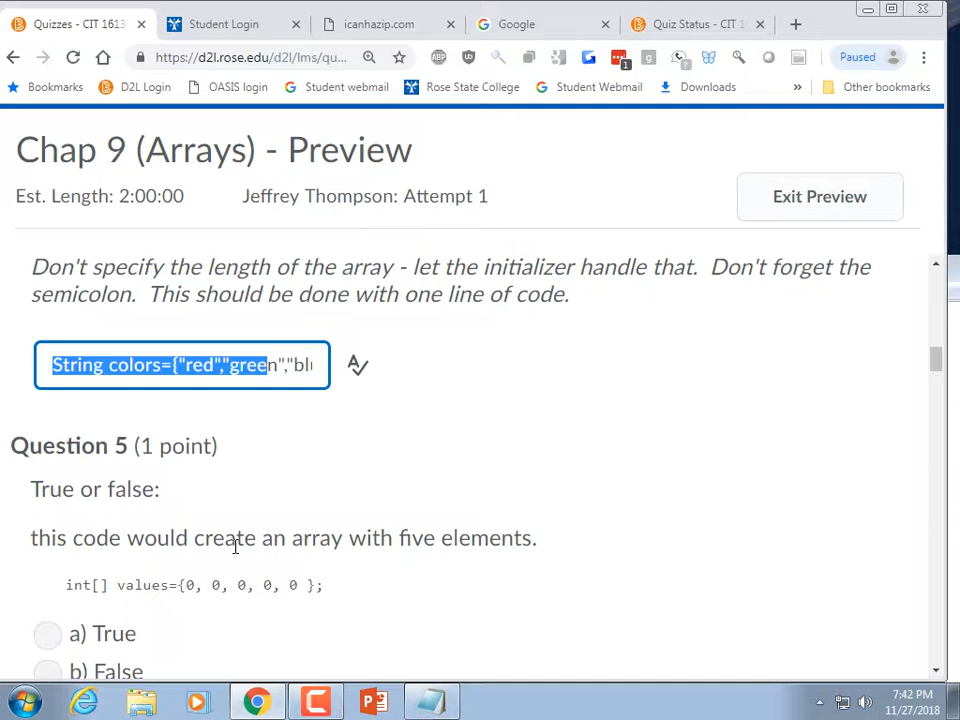 Quizzes - CIT 1613
Student Login
icanhazip.com
Google
Quiz Status - CIT 1
https://d2l.rose.edu/d2l/lms/qu...
ABP
1
g
?
Paused
Bookmarks
D2L Login
OASIS login
Student webmail
Rose State College
Student Webmail
Downloads
»
Other bookmarks
Chap 9 (Arrays) - Preview
Est. Length: 2:00:00
Jeffrey Thompson: Attempt 1
Exit Preview
Don't specify the length of the array - let the initializer handle that. Don't forget the
semicolon. This should be done with one line of code.
String colors={"red","green","blu
Question 5 (1 point)
True or false:
this code would create an array with five elements.
int[] values={0, 0, 0, 0, 0 };
a) True
b) False
7:42 PM
11/27/2018